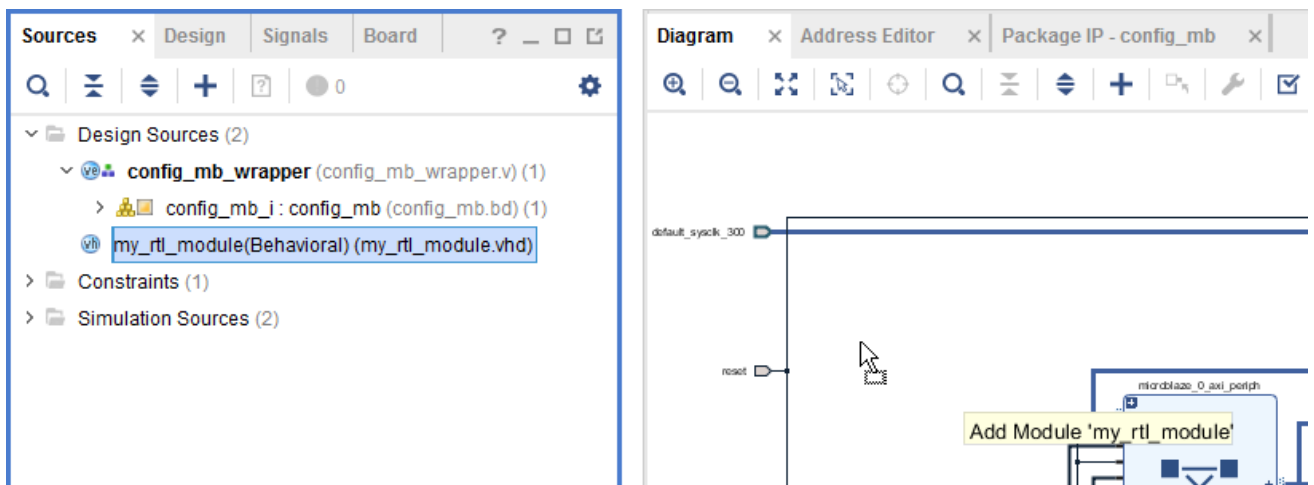 Sources × Design Signals Board ?
0
Design Sources (2)
config_mb_wrapper (config_mb_wrapper.v) (1)
config_mb_i : config_mb (config_mb.bd) (1)
my_rtl_module(Behavioral) (my_rtl_module.vhd)
Constraints (1)
Simulation Sources (2)
Diagram × Address Editor × Package IP - config_mb ×
default_sysclk_300
reset
microblaze_0_axi_periph
Add Module 'my_rtl_module'